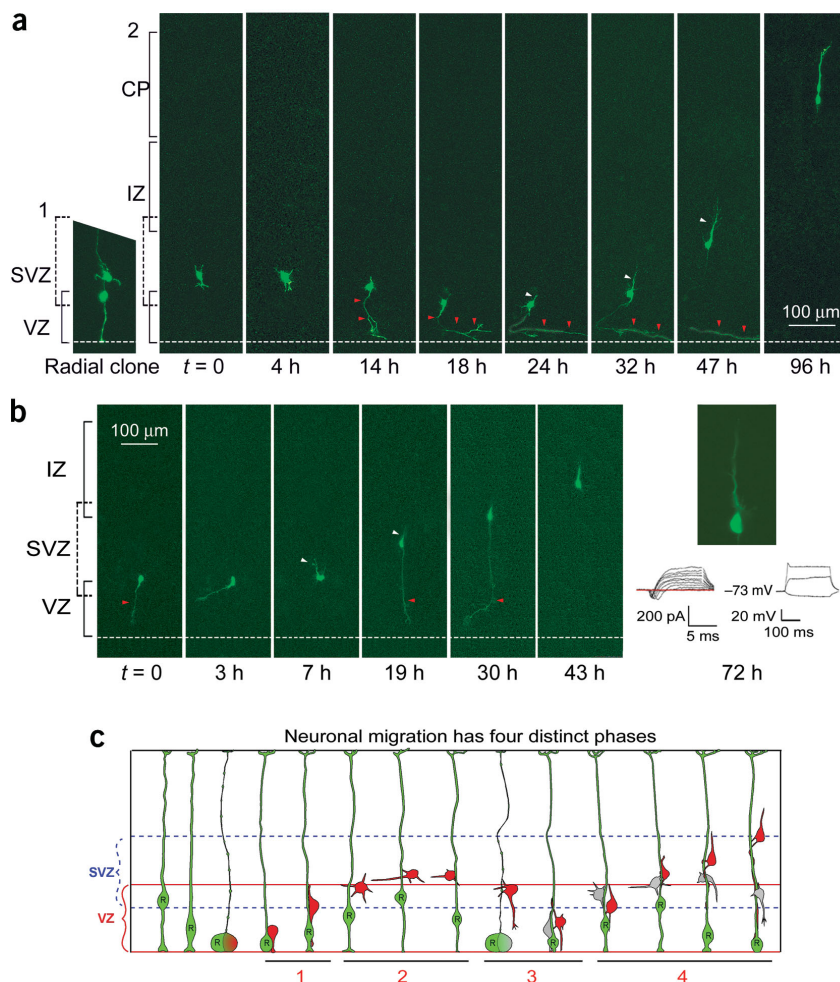 a
2
CP
IZ
1
SVZ
VZ
100 µm
Radial clone
t = 0
4 h
14 h
18 h
24 h
32 h
47 h
96 h
b
100 µm
IZ
SVZ
VZ
–73 mV
200 pA
5 ms
20 mV
100 ms
t = 0
3 h
7 h
19 h
30 h
43 h
72 h
c
Neuronal migration has four distinct phases
SVZ
VZ
R
R
R
R
R
R
R
R
R
R
R
R
R
R
1
2
3
4